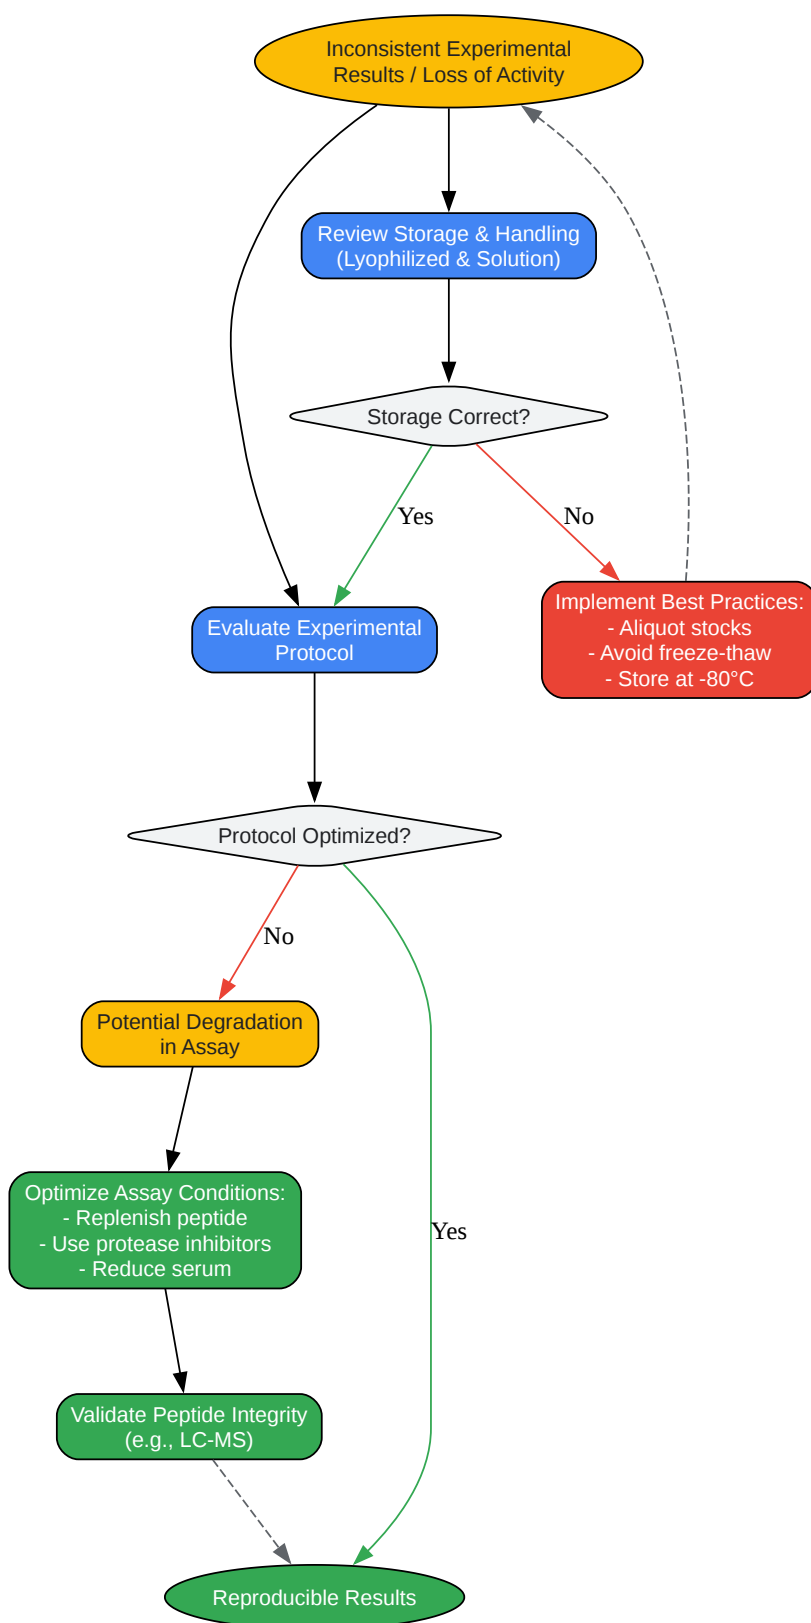 Inconsistent Experimental
Results / Loss of Activity
Review Storage & Handling
(Lyophilized & Solution)
Storage Correct?
Yes
No
Evaluate Experimental
Protocol
Implement Best Practices:
- Aliquot stocks
- Avoid freeze-thaw
- Store at -80°C
Protocol Optimized?
No
Potential Degradation
in Assay
Optimize Assay Conditions:
- Replenish peptide
- Use protease inhibitors
- Reduce serum
Yes
Validate Peptide Integrity
(e.g., LC-MS)
Reproducible Results